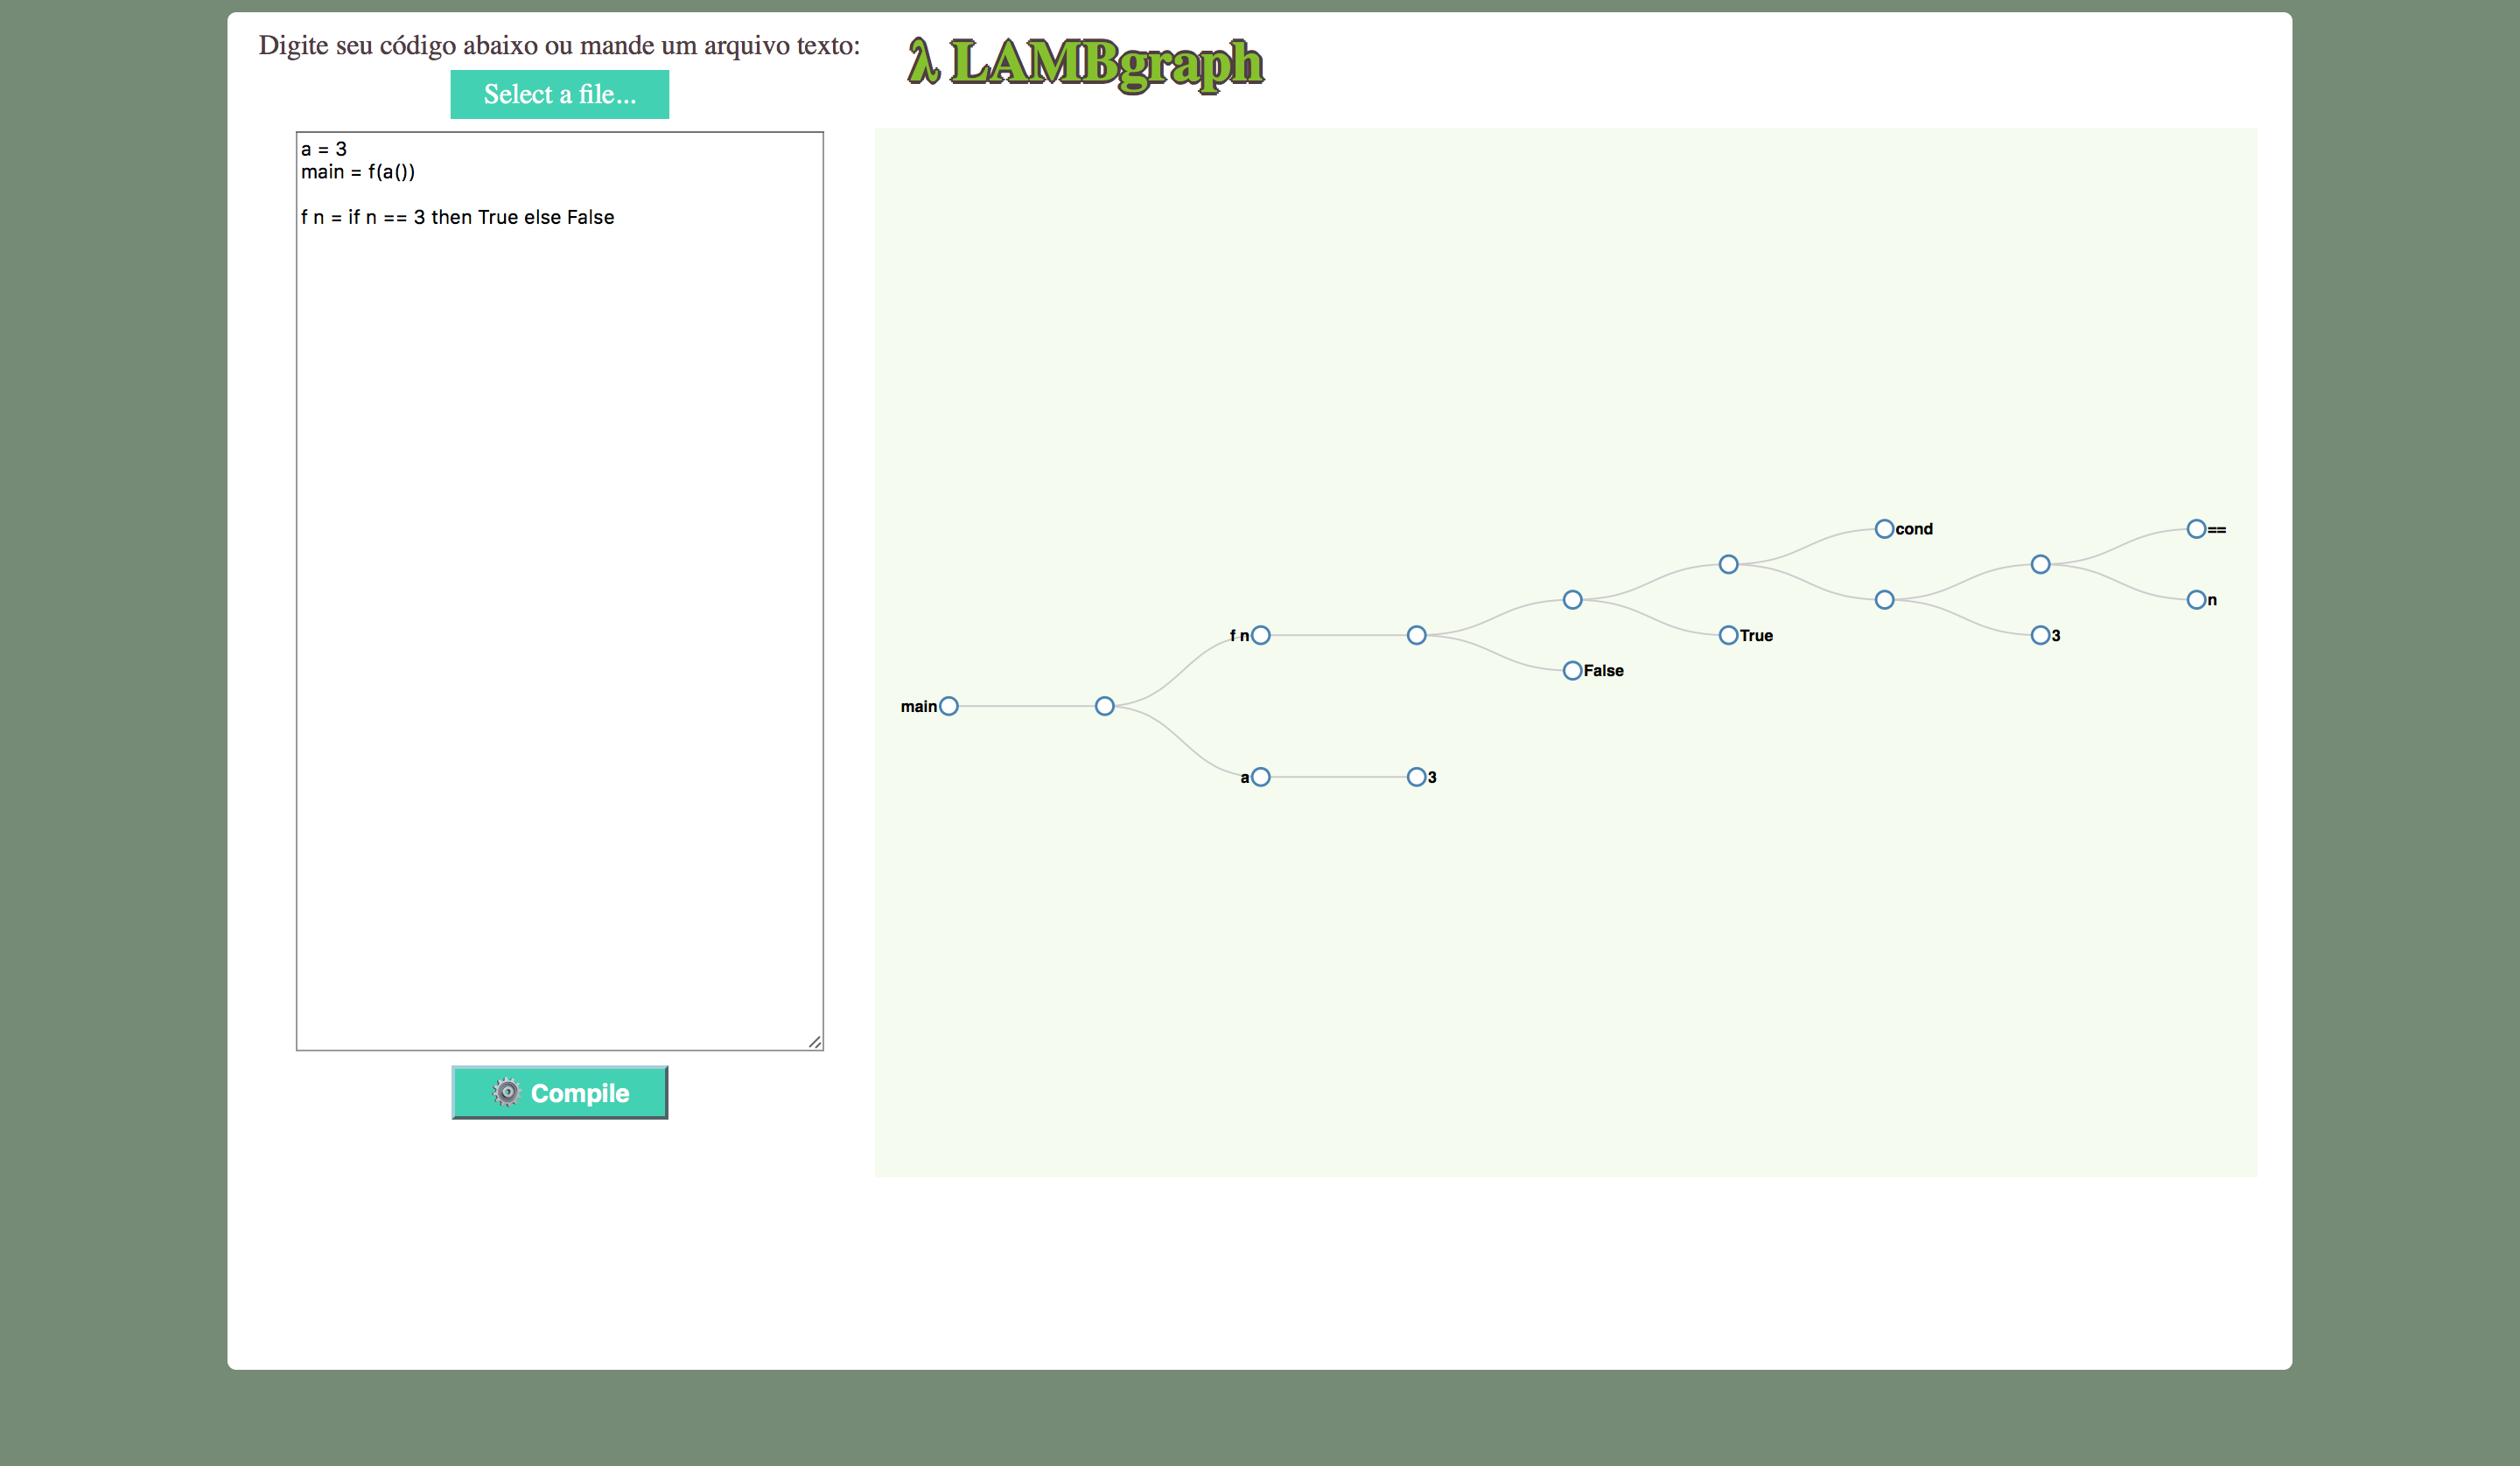 Digite seu código abaixo ou mande um arquivo texto:
Select a file...
λ LAMBgraph
a = 3
main = f(a())
f n = if n == 3 then True else False
Compile
cond
==
n
f n
True
3
False
main
a
3